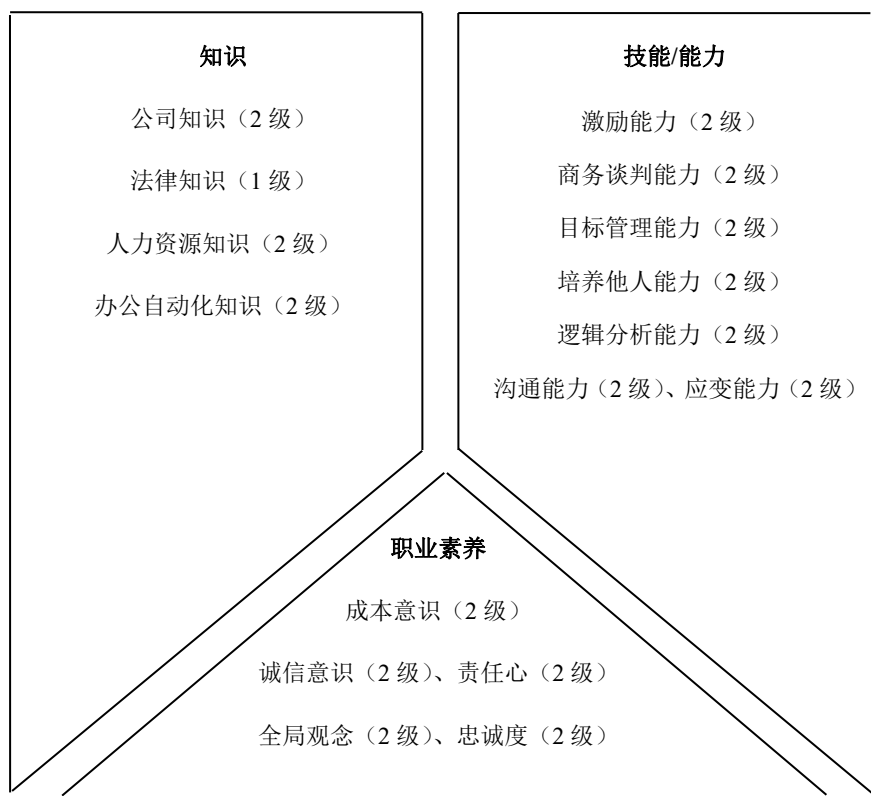 知识
公司知识（2 级）
法律知识（1 级）
人力资源知识（2 级）
办公自动化知识（2 级）
技能/能力
激励能力（2 级）
商务谈判能力（2 级）
目标管理能力（2 级）
培养他人能力（2 级）
逻辑分析能力（2 级）
沟通能力（2 级）、应变能力（2 级）
职业素养
成本意识（2 级）
诚信意识（2 级）、责任心（2 级）
全局观念（2 级）、忠诚度（2 级）